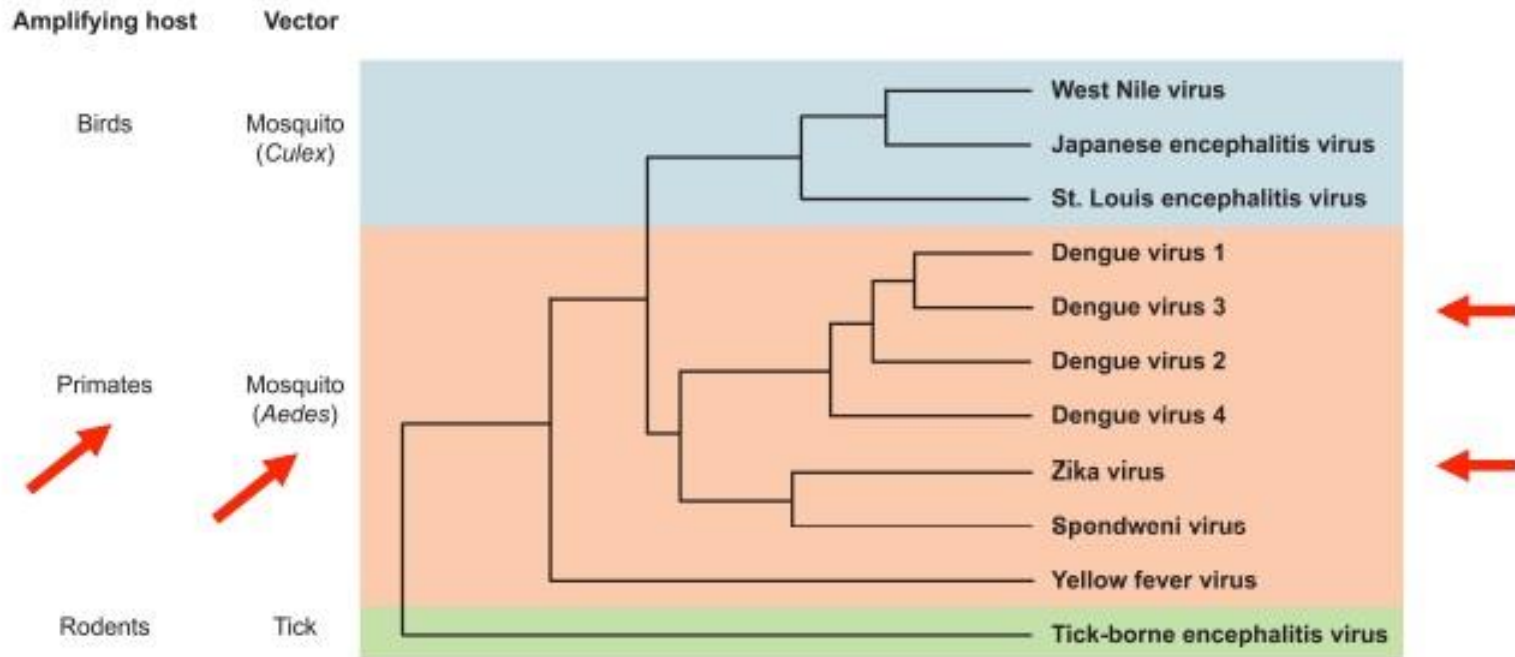 Amplifying host Vector
West Nile virus
Birds Mosquito
(Culex)
Japanese encephalitis virus
St. Louis encephalitis virus
Dengue virus 1
Dengue virus 3
Dengue virus 2
Primates Mosquito
(Aedes)
Dengue virus 4
Zika virus
Spondweni virus
Yellow fever virus
Rodents Tick
Tick-borne encephalitis virus